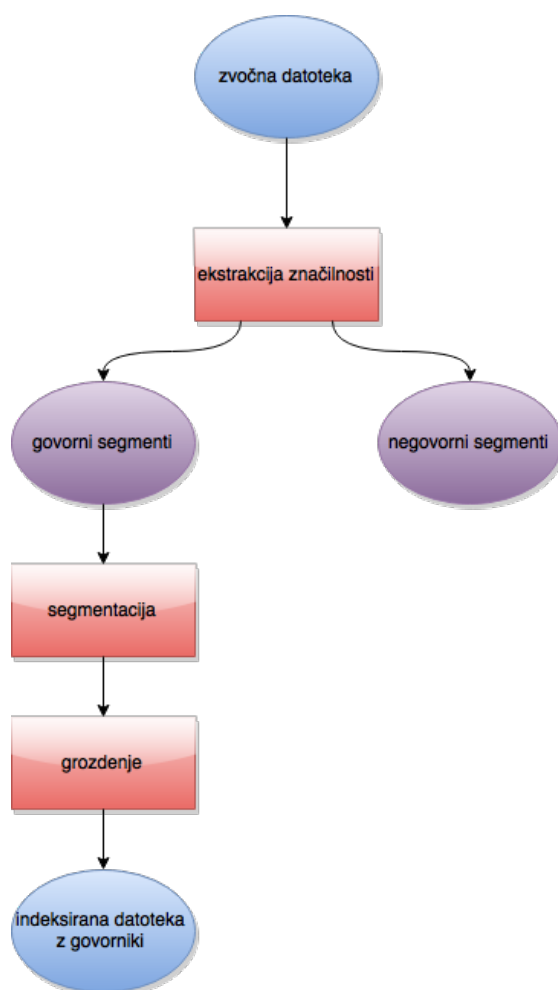 zvočna datoteka
ekstrakcija značilnosti
govorni segmenti
negovorni segmenti
segmentacija
grozdenje
indeksirana datoteka
z govorniki